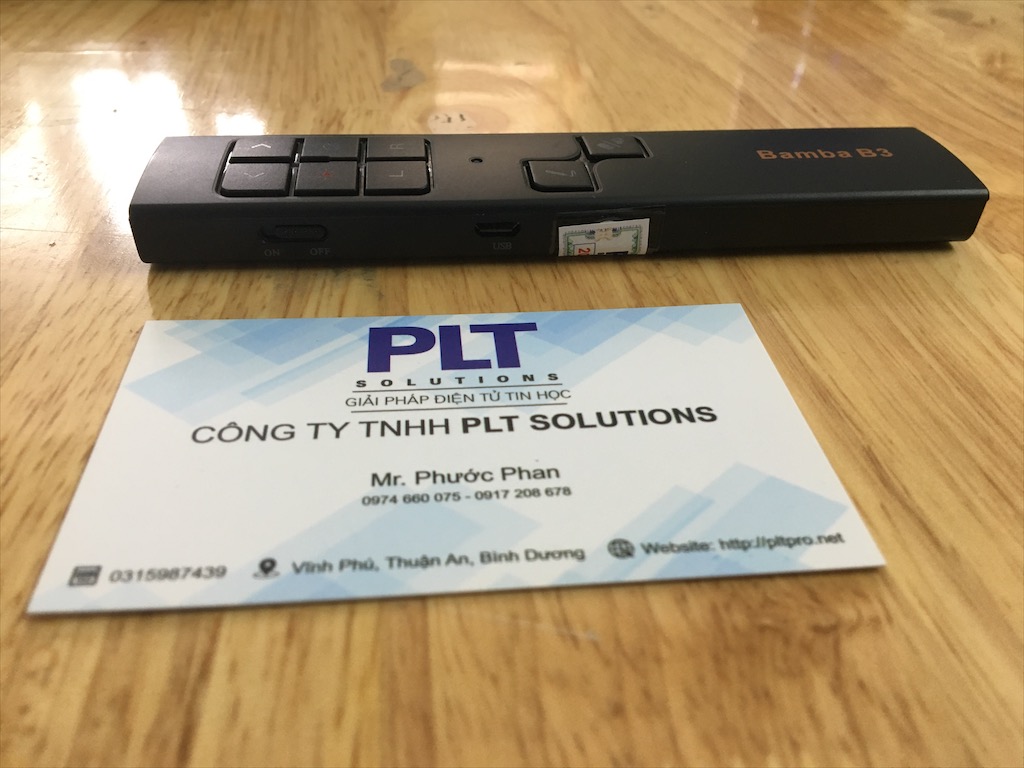 Bamba B3
R
L
ON OFF
USB
PLT
SOLUTIONS
GIẢI PHÁP ĐIỆN TỬ TIN HỌC
CÔNG TY TNHH PLT SOLUTIONS
Mr. Phước Phan
0974 660 075 - 0917 208 678
0315987439 Vĩnh Phú, Thuận An, Bình Dương Website: http://pltpro.net